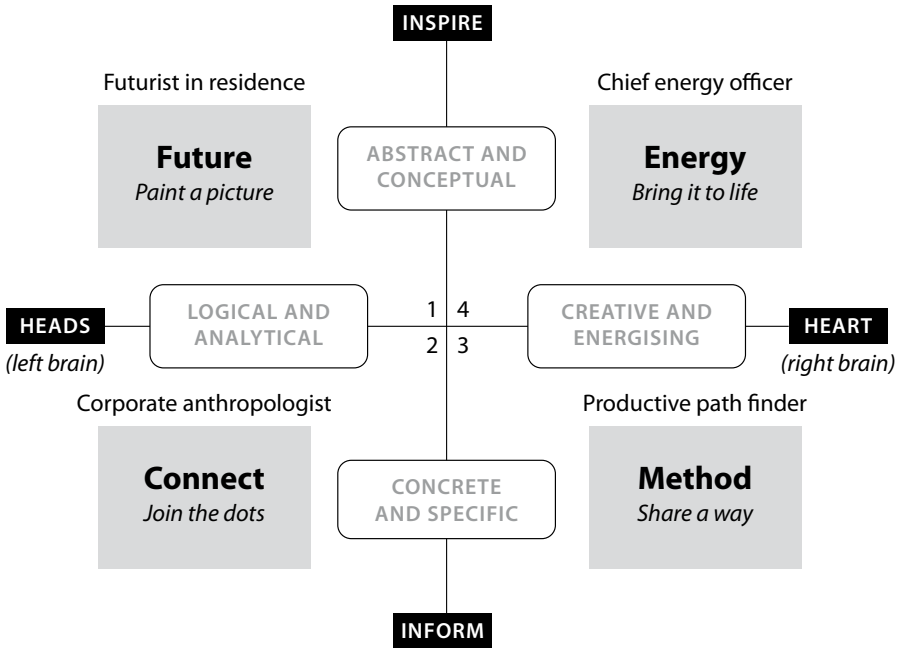 INSPIRE
Futurist in residence
Chief energy officer
Future
Paint a picture
ABSTRACT AND
CONCEPTUAL
Energy
Bring it to life
HEADS
(left brain)
LOGICAL AND
ANALYTICAL
1
4
2
3
CREATIVE AND
ENERGISING
HEART
(right brain)
Corporate anthropologist
Productive path finder
Connect
Join the dots
CONCRETE
AND SPECIFIC
Method
Share a way
INFORM